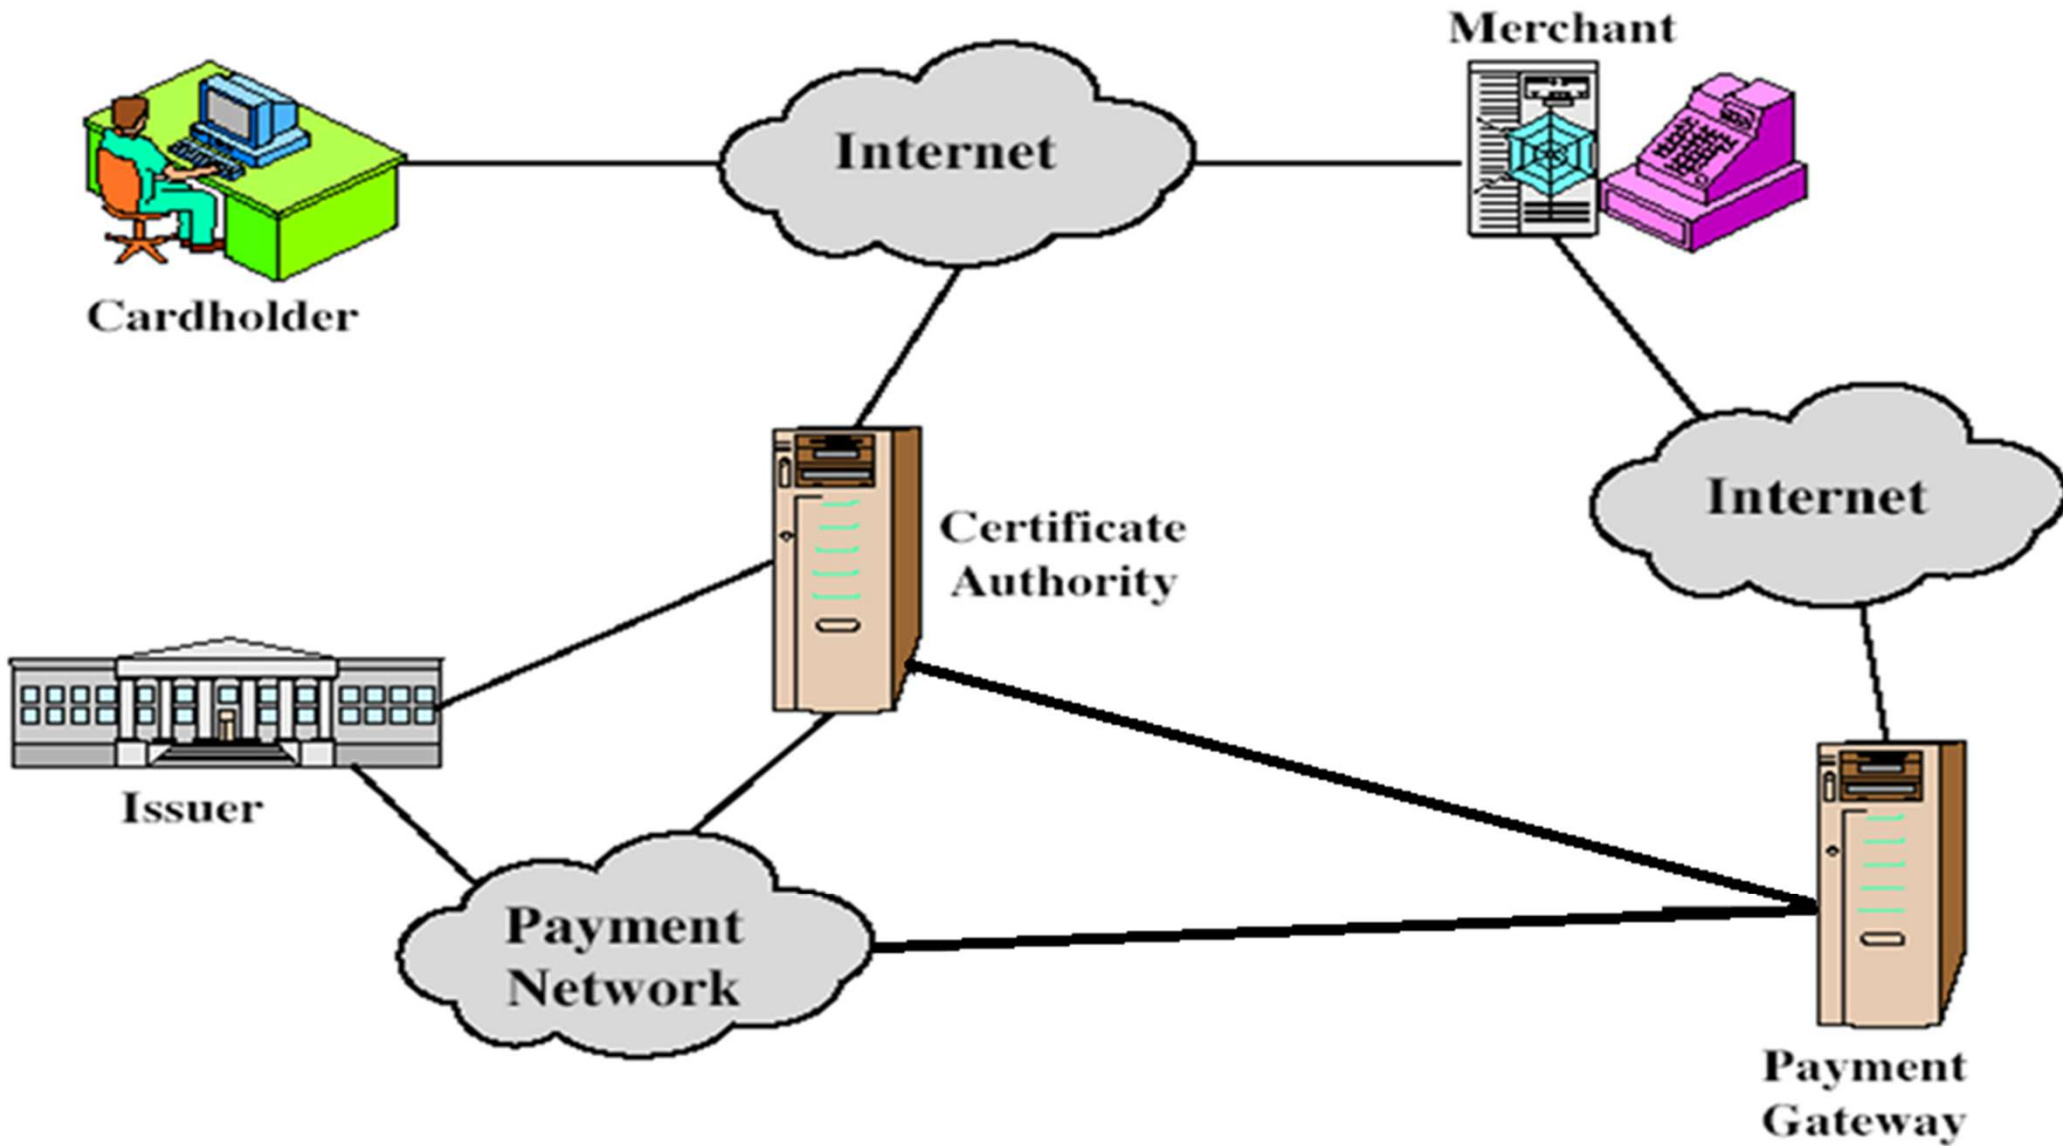 Merchant
Internet
Cardholder
Internet
Certificate
Authority
Issuer
Payment
Network
Payment
Gateway